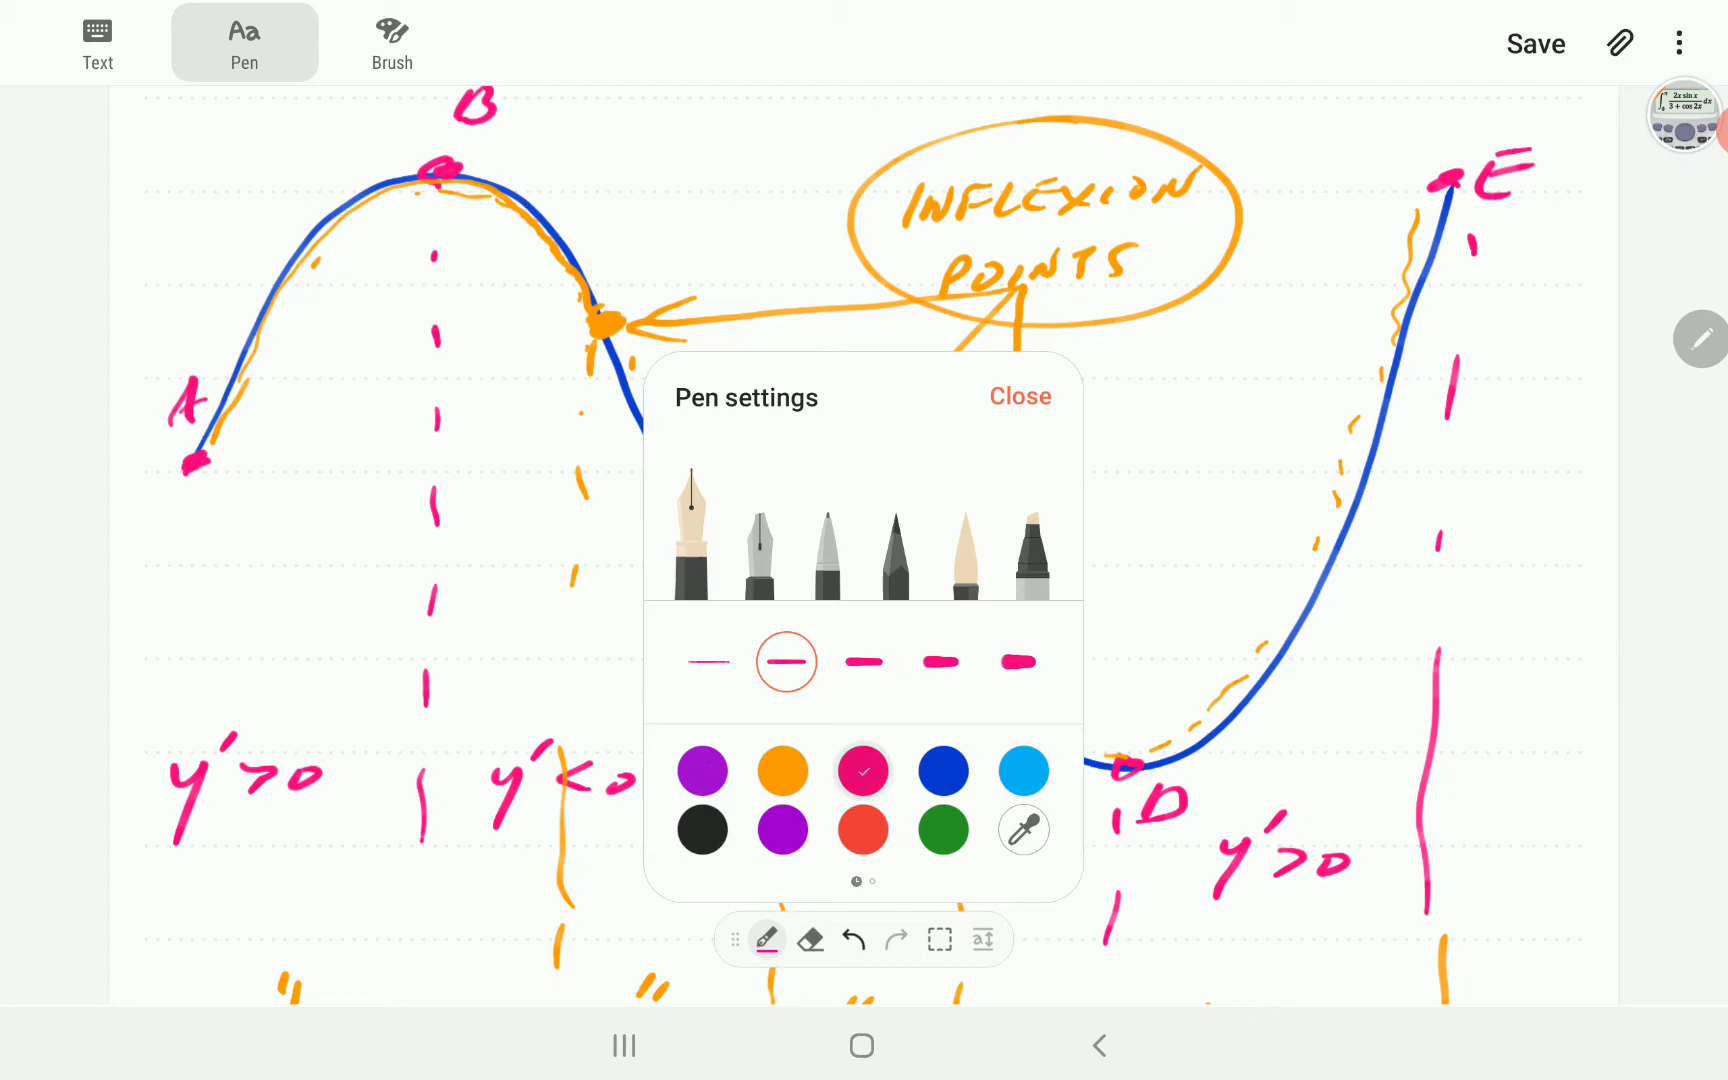 Text
Pen
Brush
Save
B
INFLEXION
POINTS
E
A
Pen settings
Close
y'>0
y'<0
D
y'>0
"
"
"